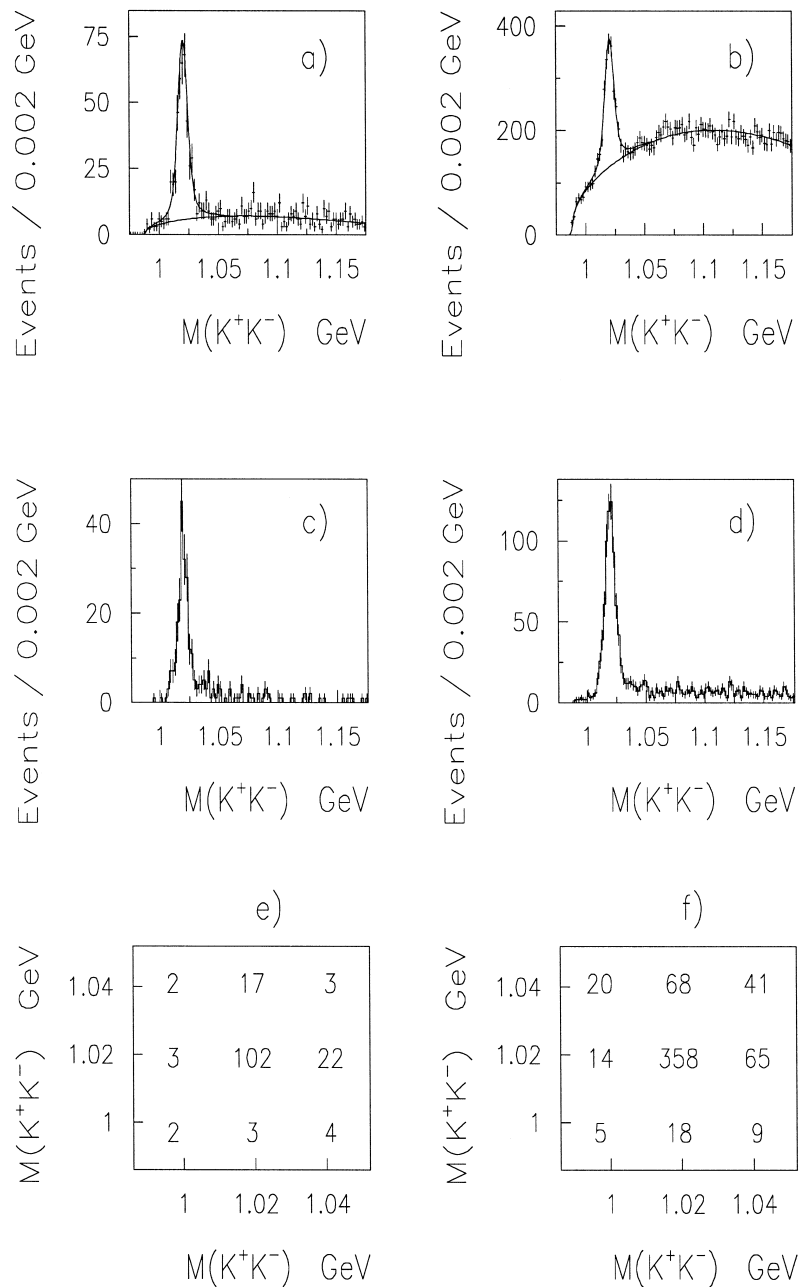 Events / 0.002 GeV
75
50
25
0
a)
1 1.05 1.1 1.15
M(K⁺K⁻) GeV
Events / 0.002 GeV
400
200
0
b)
1 1.05 1.1 1.15
M(K⁺K⁻) GeV
Events / 0.002 GeV
40
20
0
c)
1 1.05 1.1 1.15
M(K⁺K⁻) GeV
Events / 0.002 GeV
100
50
0
d)
1 1.05 1.1 1.15
M(K⁺K⁻) GeV
e)
M(K⁺K⁻) GeV
1.04 2 17 3
1.02 3 102 22
1 2 3 4
1 1.02 1.04
M(K⁺K⁻) GeV
f)
M(K⁺K⁻) GeV
1.04 20 68 41
1.02 14 358 65
1 5 18 9
1 1.02 1.04
M(K⁺K⁻) GeV